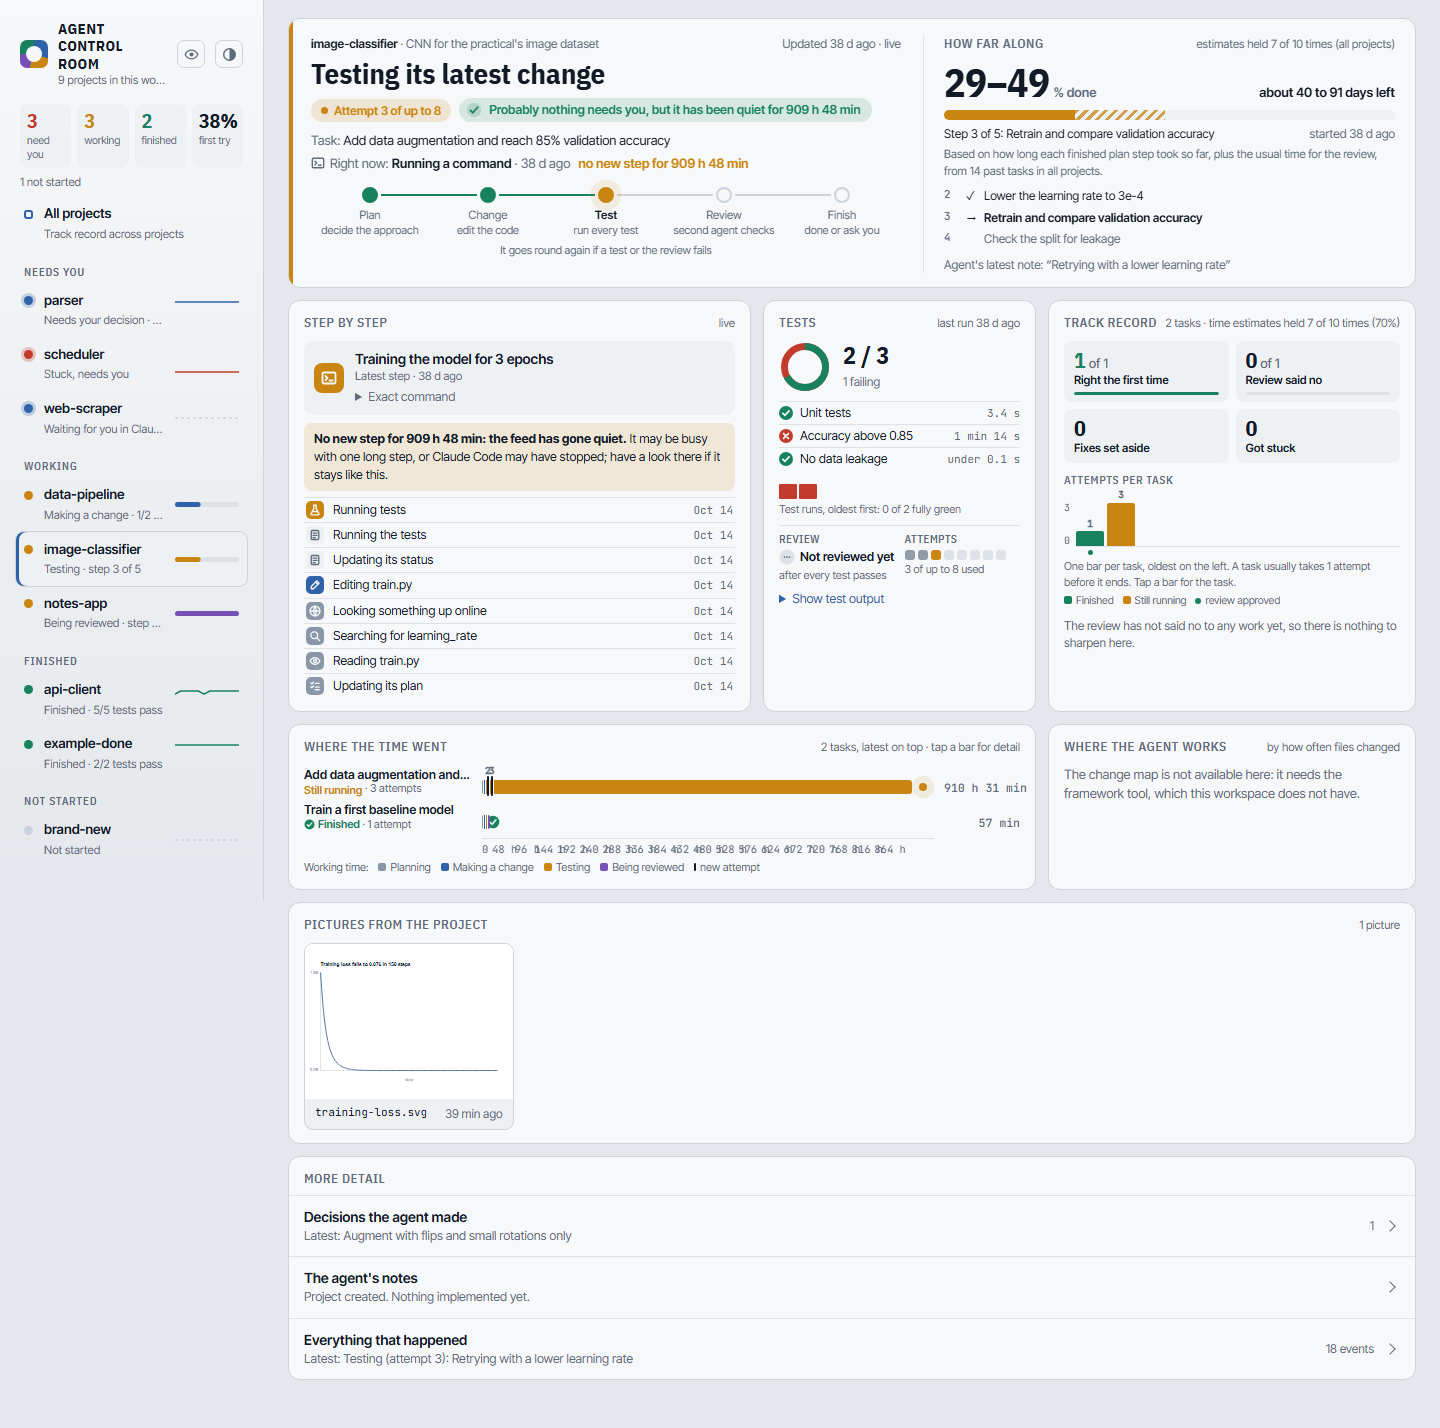 AGENT
CONTROL
ROOM
9 projects in this wo...
3
need
you
3
working
2
finished
38%
first try
1 not started
All projects
Track record across projects
NEEDS YOU
parser
Needs your decision · ...
scheduler
Stuck, needs you
web-scraper
Waiting for you in Clau...
WORKING
data-pipeline
Making a change · 1/2 ...
image-classifier
Testing · step 3 of 5
notes-app
Being reviewed · step ...
FINISHED
api-client
Finished · 5/5 tests pass
example-done
Finished · 2/2 tests pass
NOT STARTED
brand-new
Not started
image-classifier · CNN for the practical's image dataset
Updated 38 d ago · live
Testing its latest change
Attempt 3 of up to 8
Probably nothing needs you, but it has been quiet for 909 h 48 min
Task: Add data augmentation and reach 85% validation accuracy
Right now: Running a command · 38 d ago no new step for 909 h 48 min
Plan
decide the approach
Change
edit the code
Test
run every test
Review
second agent checks
Finish
done or ask you
It goes round again if a test or the review fails
HOW FAR ALONG
estimates held 7 of 10 times (all projects)
29–49 % done
about 40 to 91 days left
Step 3 of 5: Retrain and compare validation accuracy
started 38 d ago
Based on how long each finished plan step took so far, plus the usual time for the review,
from 14 past tasks in all projects.
2 ✓ Lower the learning rate to 3e-4
3 → Retrain and compare validation accuracy
4 Check the split for leakage
Agent's latest note: “Retrying with a lower learning rate”
STEP BY STEP
live
Training the model for 3 epochs
Latest step · 38 d ago
Exact command
No new step for 909 h 48 min: the feed has gone quiet. It may be busy
with one long step, or Claude Code may have stopped; have a look there if it
stays like this.
Running tests Oct 14
Running the tests Oct 14
Updating its status Oct 14
Editing train.py Oct 14
Looking something up online Oct 14
Searching for learning_rate Oct 14
Reading train.py Oct 14
Updating its plan Oct 14
TESTS
last run 38 d ago
2 / 3
1 failing
Unit tests 3.4 s
Accuracy above 0.85 1 min 14 s
No data leakage under 0.1 s
Test runs, oldest first: 0 of 2 fully green
REVIEW
Not reviewed yet
after every test passes
ATTEMPTS
3 of up to 8 used
Show test output
TRACK RECORD
2 tasks · time estimates held 7 of 10 times (70%)
1 of 1
Right the first time
0 of 1
Review said no
0
Fixes set aside
0
Got stuck
ATTEMPTS PER TASK
3
0
1
3
One bar per task, oldest on the left. A task usually takes 1 attempt
before it ends. Tap a bar for the task.
Finished Still running review approved
The review has not said no to any work yet, so there is nothing to
sharpen here.
WHERE THE TIME WENT
2 tasks, latest on top · tap a bar for detail
Add data augmentation and...
Still running · 3 attempts
23
910 h 31 min
Train a first baseline model
Finished · 1 attempt
57 min
0 48 h 96 h 144 h 192 h 240 h 288 h 336 h 384 h 432 h 480 h 528 h 576 h 624 h 672 h 720 h 768 h 816 h 864 h
Working time: Planning Making a change Testing Being reviewed new attempt
WHERE THE AGENT WORKS
by how often files changed
The change map is not available here: it needs the
framework tool, which this workspace does not have.
PICTURES FROM THE PROJECT
1 picture
Training loss falls to 0.076 in 150 steps
step
training-loss.svg
39 min ago
MORE DETAIL
Decisions the agent made
Latest: Augment with flips and small rotations only
1
The agent's notes
Project created. Nothing implemented yet.
Everything that happened
Latest: Testing (attempt 3): Retrying with a lower learning rate
18 events